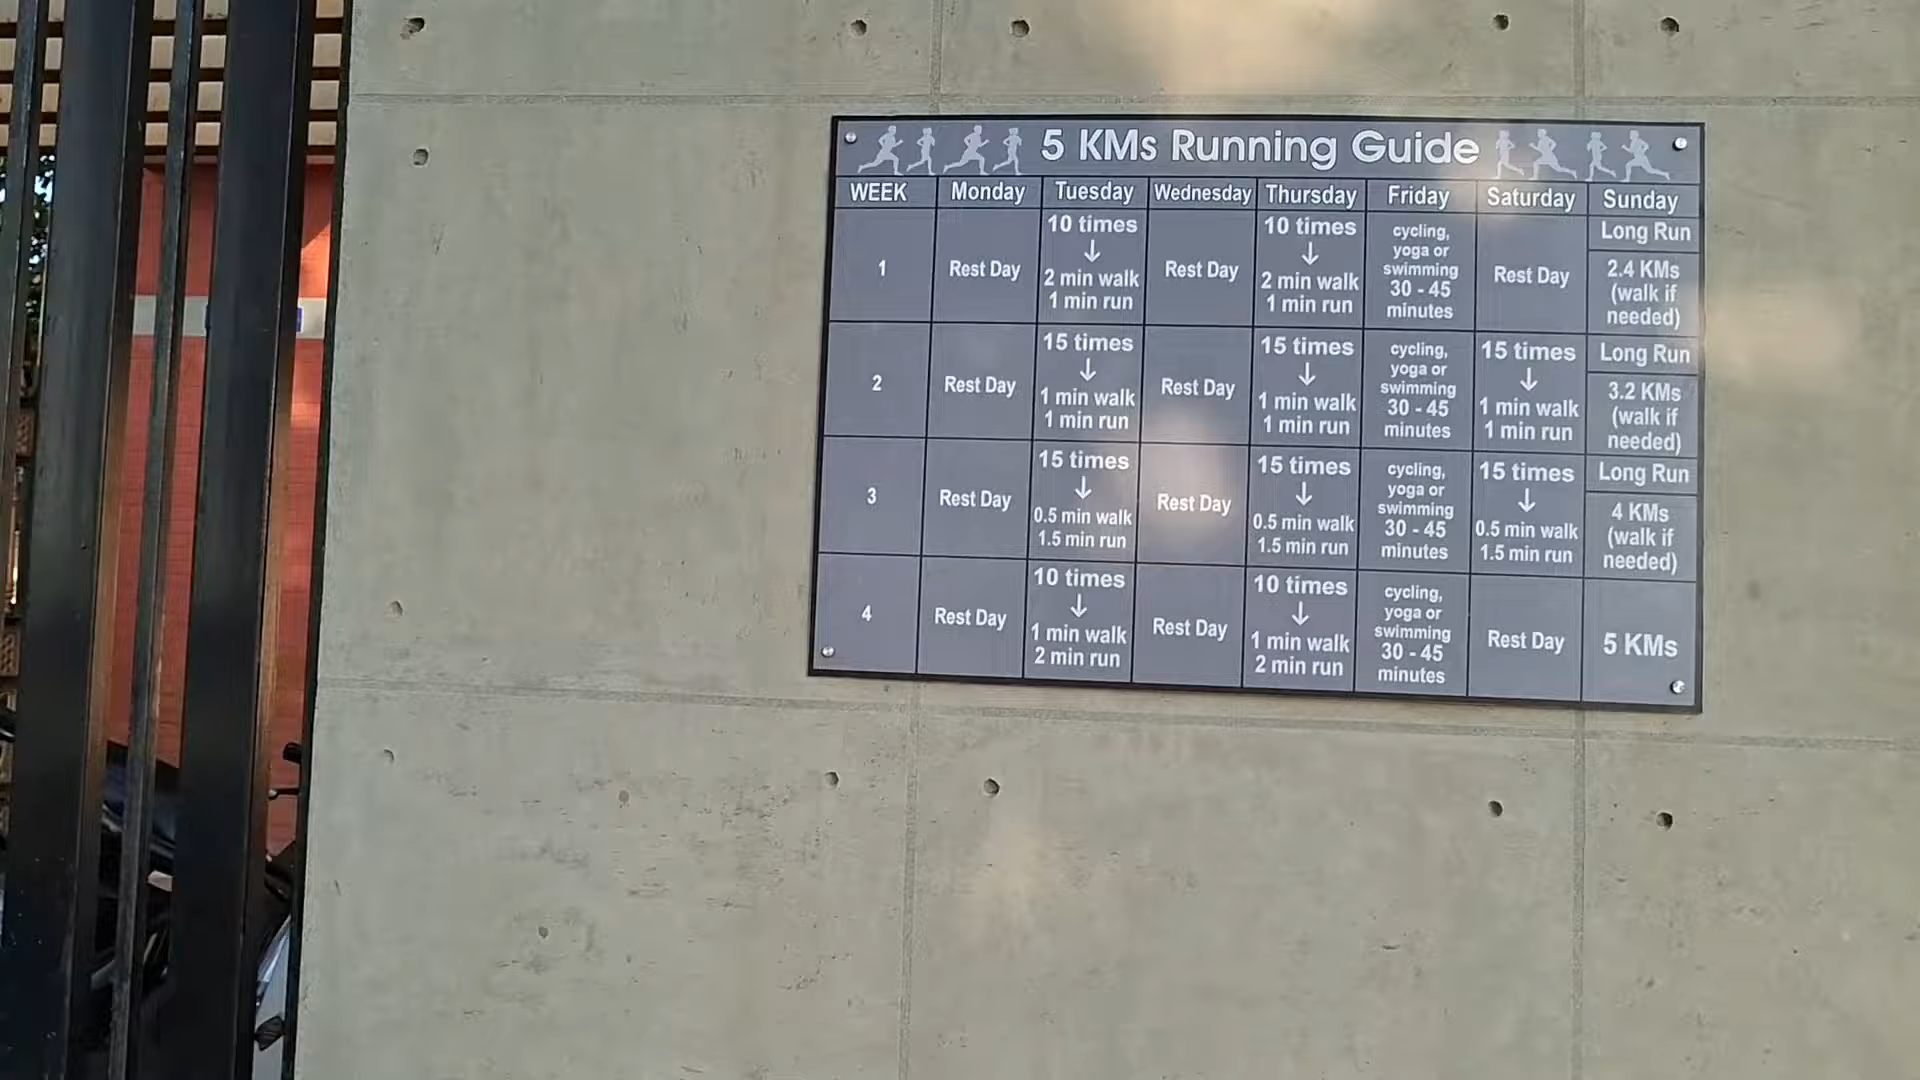 5 KMs Running Guide
WEEK Monday Tuesday Wednesday Thursday Friday Saturday Sunday
1
Rest Day
10 times
↓
2 min walk
1 min run
Rest Day
10 times
↓
2 min walk
1 min run
cycling,
yoga or
swimming
30 - 45
minutes
Rest Day
Long Run
2.4 KMs
(walk if
needed)
2
Rest Day
15 times
↓
1 min walk
1 min run
Rest Day
15 times
↓
1 min walk
1 min run
cycling,
yoga or
swimming
30 - 45
minutes
15 times
↓
1 min walk
1 min run
Long Run
3.2 KMs
(walk if
needed)
3
Rest Day
15 times
↓
0.5 min walk
1.5 min run
Rest Day
15 times
↓
0.5 min walk
1.5 min run
cycling,
yoga or
swimming
30 - 45
minutes
15 times
↓
0.5 min walk
1.5 min run
Long Run
4 KMs
(walk if
needed)
4
Rest Day
10 times
↓
1 min walk
2 min run
Rest Day
10 times
↓
1 min walk
2 min run
cycling,
yoga or
swimming
30 - 45
minutes
Rest Day
5 KMs